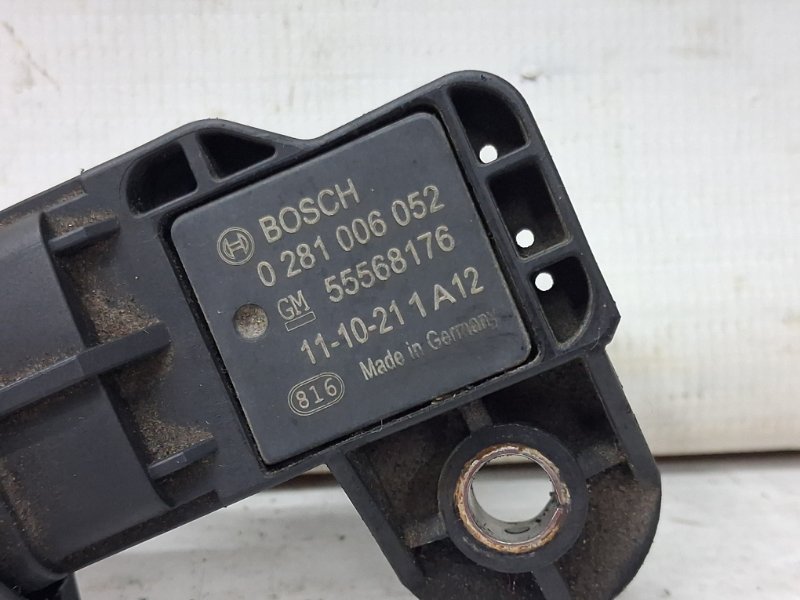 BOSCH
0 281 006 052
GM 55568176
11-10-21 1 A12
816 Made in Germany